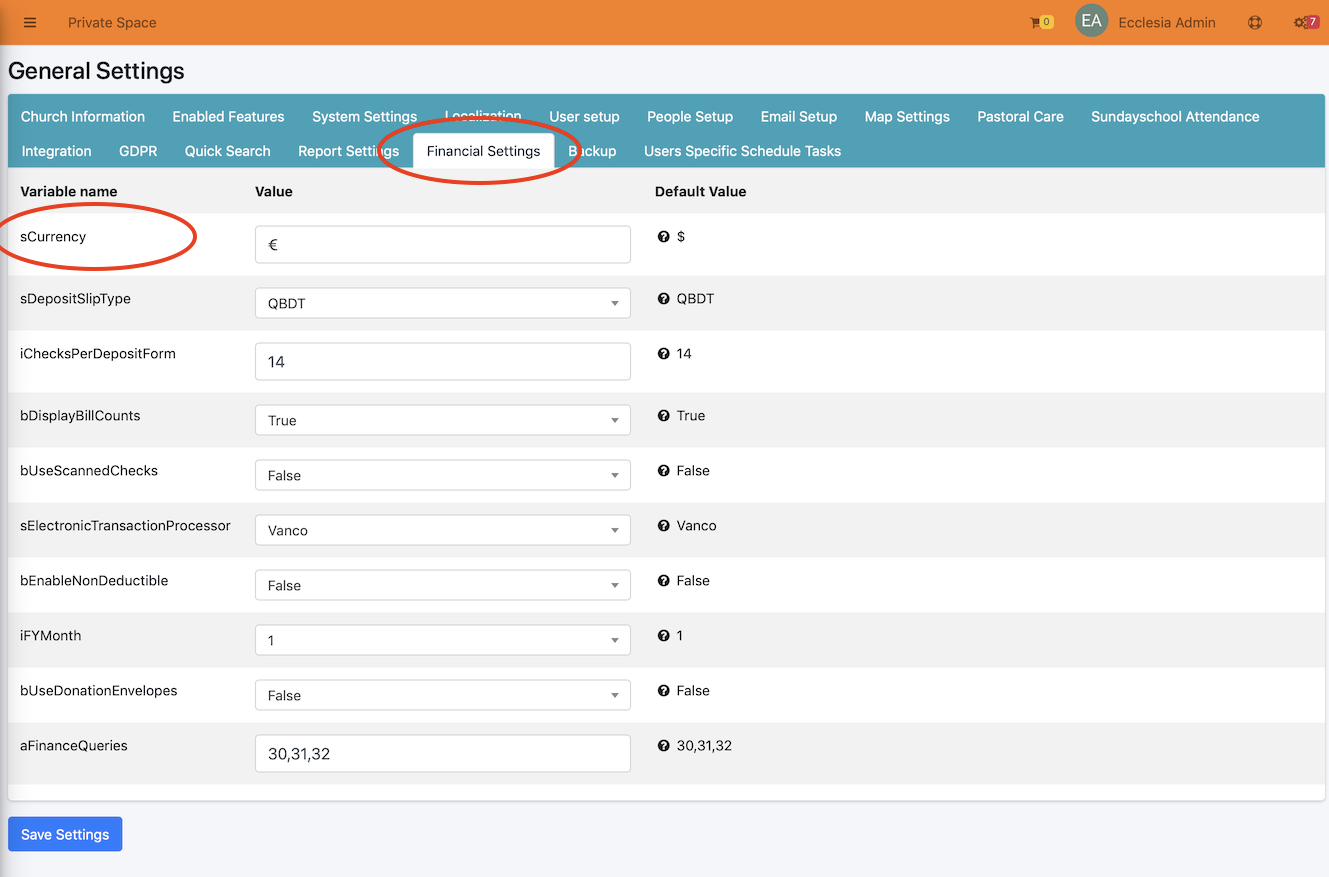 Private Space 0 EA Ecclesia Admin 7
General Settings
Church Information Enabled Features System Settings Localization User setup People Setup Email Setup Map Settings Pastoral Care Sundayschool Attendance
Integration GDPR Quick Search Report Settings Financial Settings Backup Users Specific Schedule Tasks
Variable name Value Default Value
sCurrency € $
sDepositSlipType QBDT QBDT
iChecksPerDepositForm 14 14
bDisplayBillCounts True True
bUseScannedChecks False False
sElectronicTransactionProcessor Vanco Vanco
bEnableNonDeductible False False
iFYMonth 1 1
bUseDonationEnvelopes False False
aFinanceQueries 30,31,32 30,31,32
Save Settings